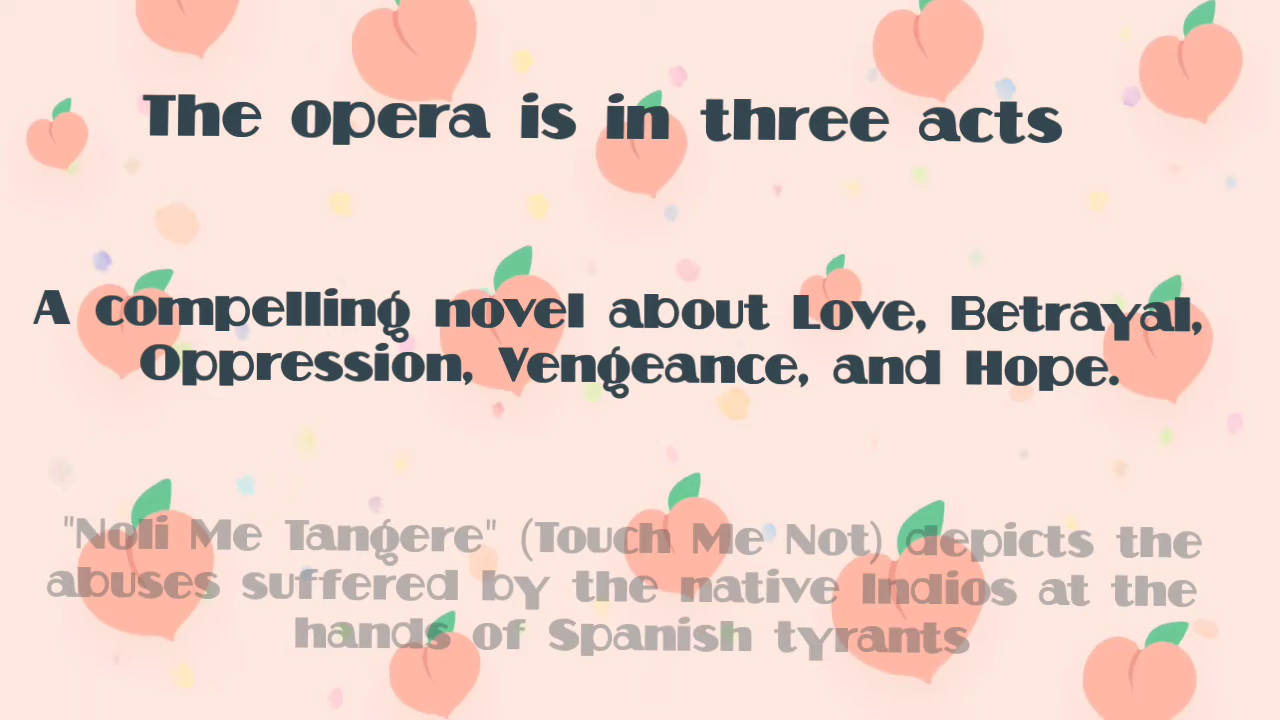 The opera is in three acts
A compelling novel about Love, Betrayal,
Oppression, Vengeance, and Hope.
"Noli Me Tangere" (Touch Me Not) depicts the
abuses suffered by the native Indios at the
hands of Spanish tyrants